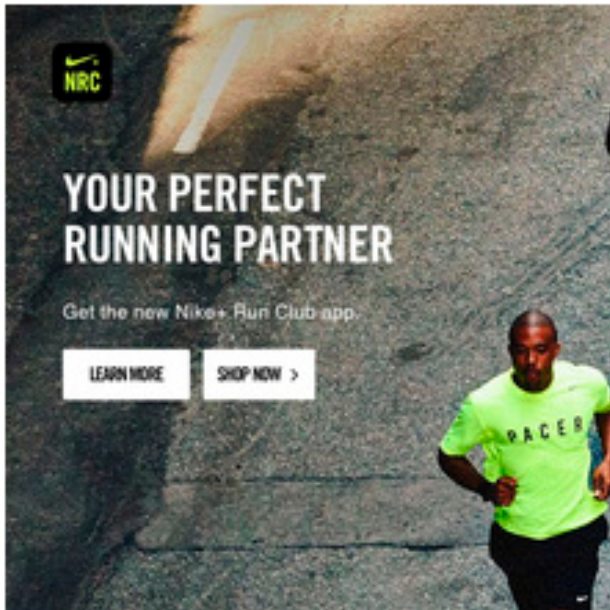 NRC
YOUR PERFECT
RUNNING PARTNER
Get the new Nike+ Run Club app.
LEARN MORE
SHOP NOW >
PACER